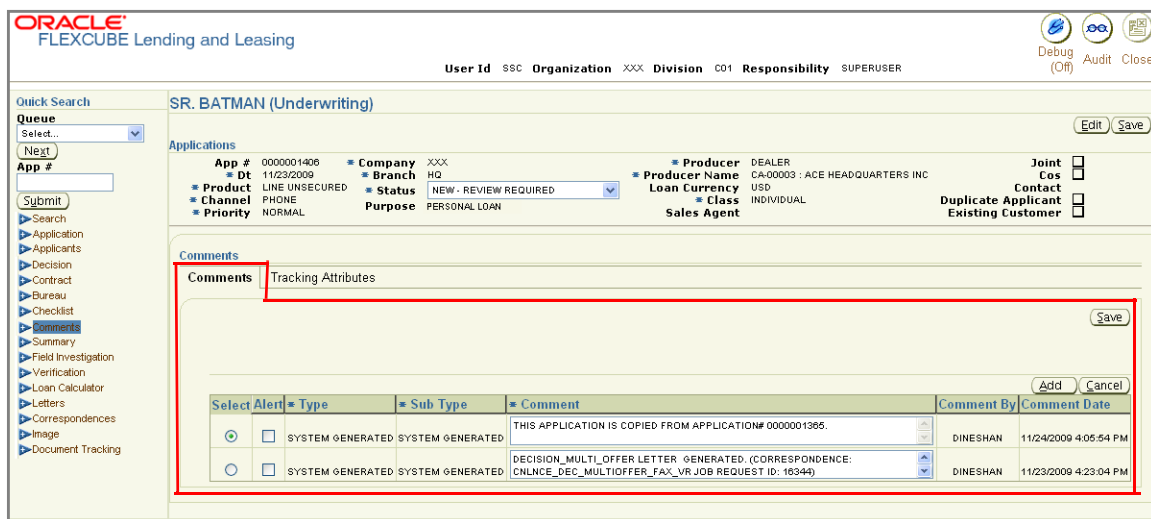 ORACLE
FLEXCUBE Lending and Leasing
Debug (Off) Audit Close
User Id SSC Organization XXX Division C01 Responsibility SUPERUSER
Quick Search
Queue
Select...
Next
App #
Submit
Search
Application
Applicants
Decision
Contract
Bureau
Checklist
Comments
Summary
Field Investigation
Verification
Loan Calculator
Letters
Correspondences
Image
Document Tracking
SR. BATMAN (Underwriting)
Edit Save
Applications
App # 0000001406 * Company XXX * Producer DEALER Joint
* Dt 11/23/2009 * Branch HQ * Producer Name CA-00003 : ACE HEADQUARTERS INC Cos
* Product LINE UNSECURED * Status NEW - REVIEW REQUIRED Loan Currency USD Contact
* Channel PHONE Purpose PERSONAL LOAN * Class INDIVIDUAL Duplicate Applicant
* Priority NORMAL Sales Agent Existing Customer
Comments
Comments Tracking Attributes
Save
Add Cancel
Select Alert * Type * Sub Type * Comment Comment By Comment Date
SYSTEM GENERATED SYSTEM GENERATED THIS APPLICATION IS COPIED FROM APPLICATION# 0000001365. DINESHAN 11/24/2009 4:05:54 PM
SYSTEM GENERATED SYSTEM GENERATED DECISION_MULTI_OFFER LETTER GENERATED. (CORRESPONDENCE:
CNLNCE_DEC_MULTIOFFER_FAX_VR JOB REQUEST ID: 16344) DINESHAN 11/23/2009 4:23:04 PM